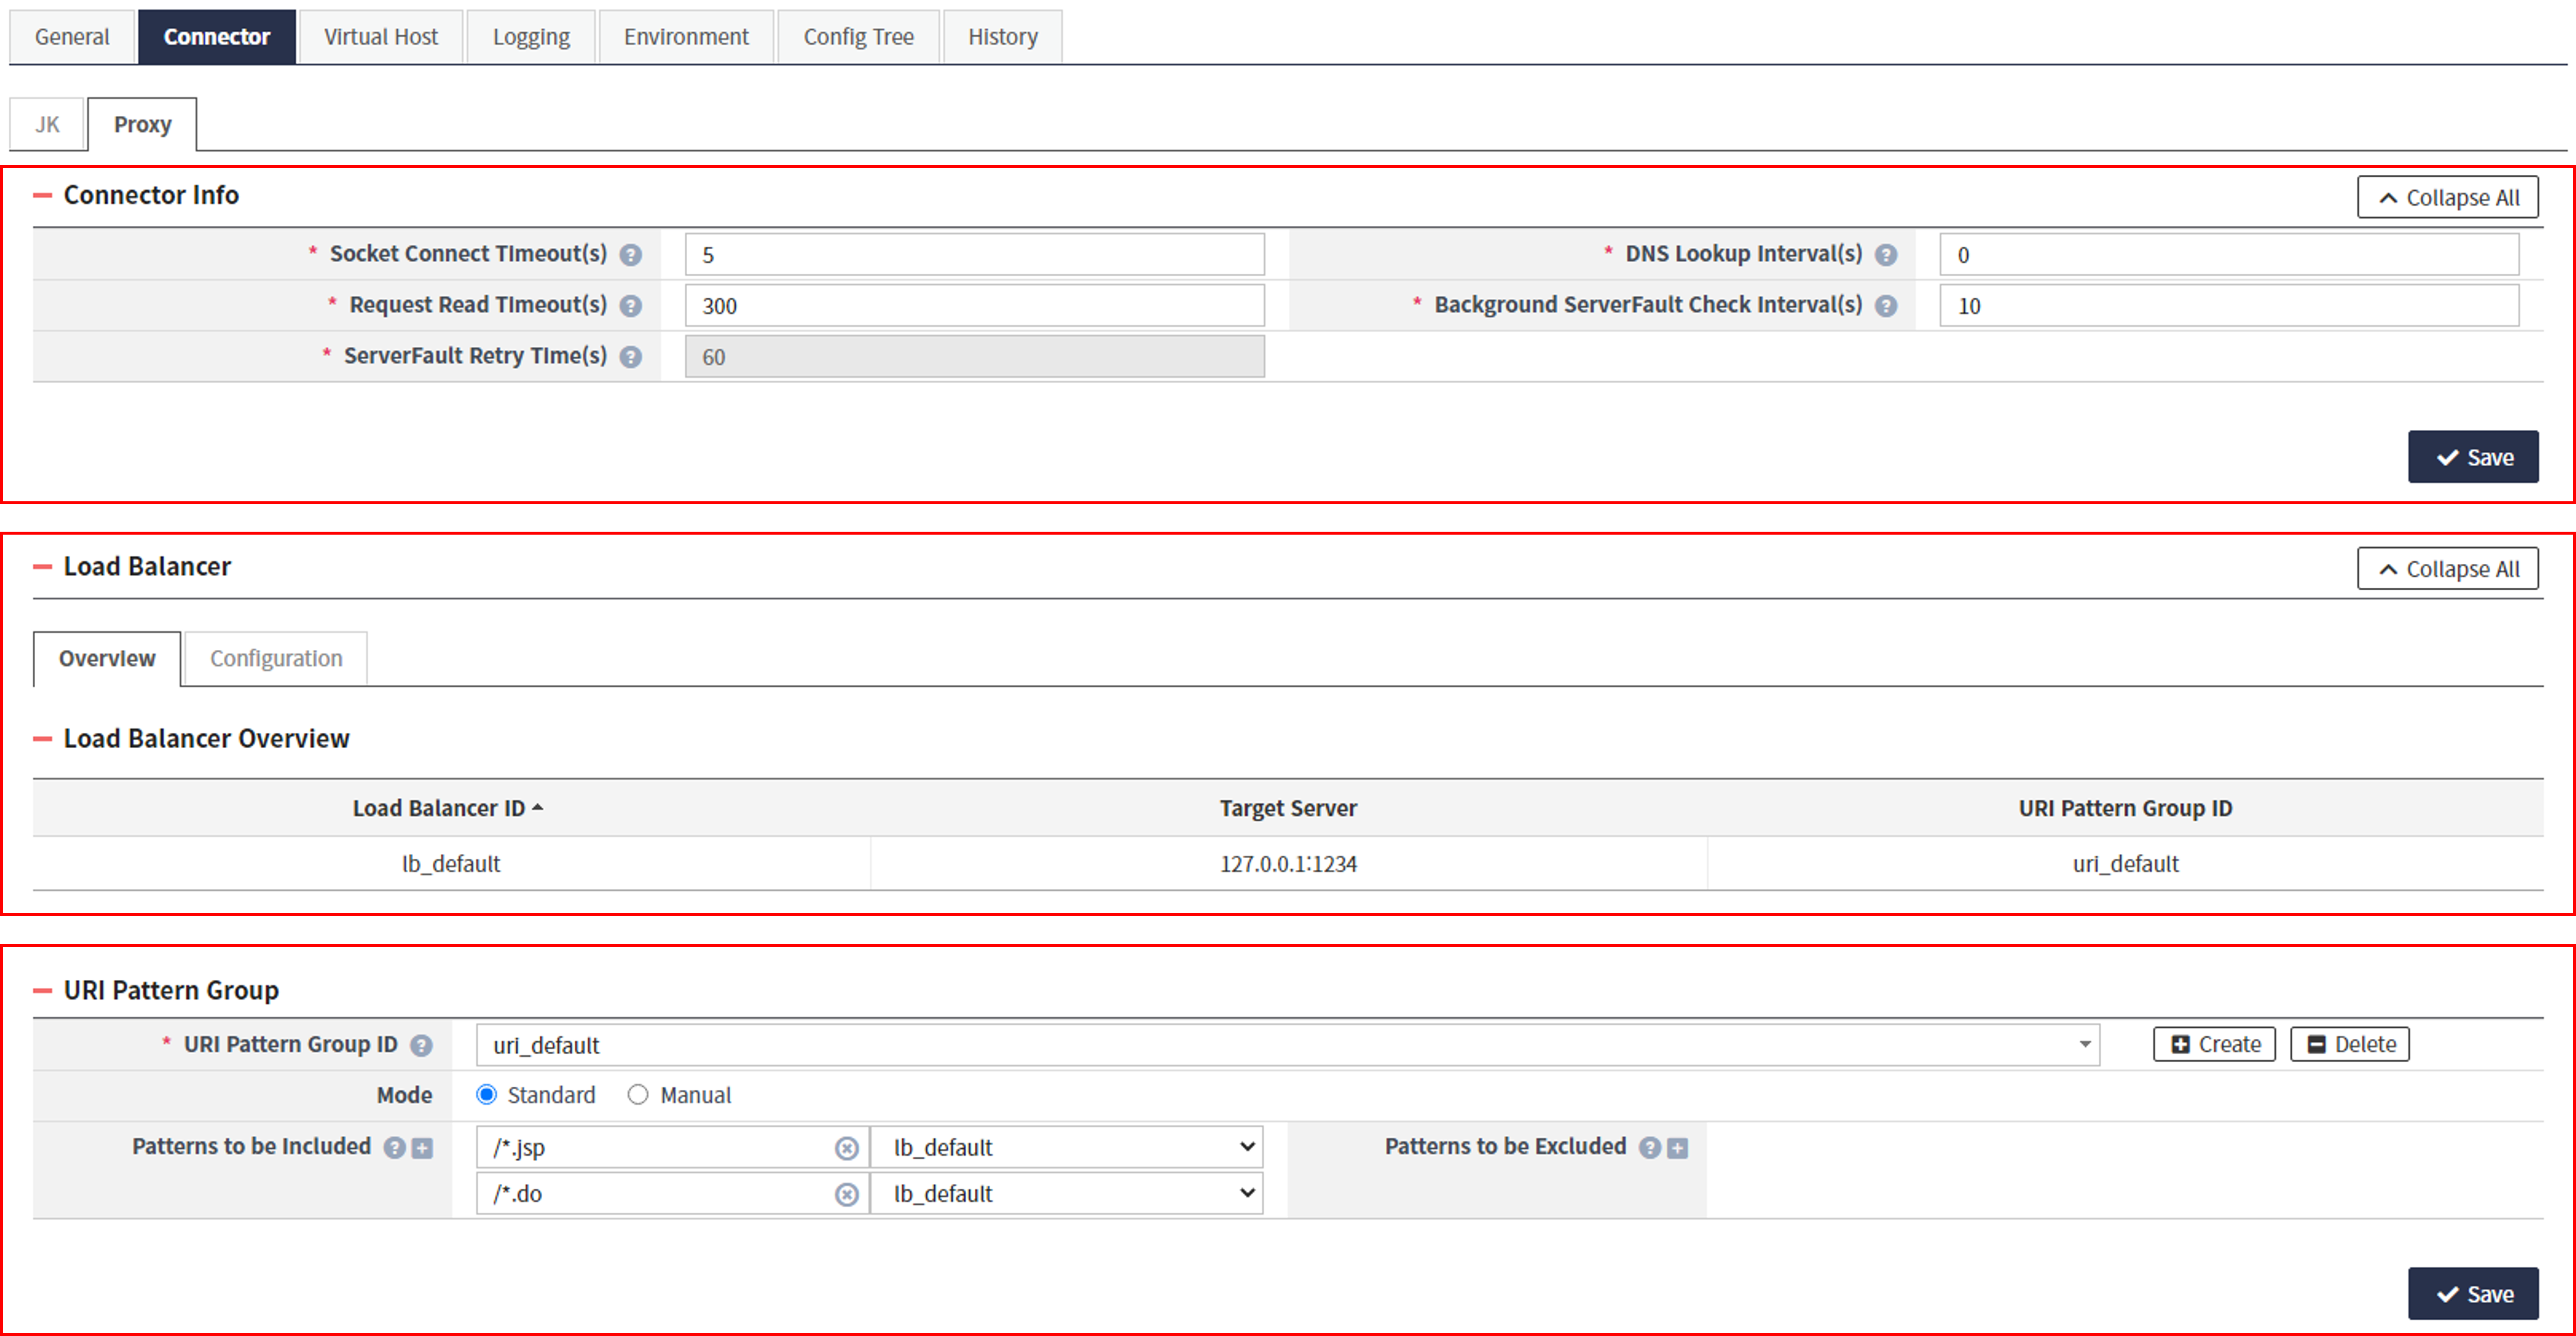 General Connector Virtual Host Logging Environment Config Tree History
JK Proxy
Connector Info Collapse All
* Socket Connect TImeout(s) ? 5 * DNS Lookup Interval(s) ? 0
* Request Read TImeout(s) ? 300 * Background ServerFault Check Interval(s) ? 10
* ServerFault Retry TIme(s) ? 60
Save
Load Balancer Collapse All
Overview Configuration
Load Balancer Overview
Load Balancer ID Target Server URI Pattern Group ID
lb_default 127.0.0.1:1234 uri_default
URI Pattern Group
* URI Pattern Group ID ? uri_default Create Delete
Mode Standard Manual
Patterns to be Included ? /*.jsp lb_default Patterns to be Excluded ?
/*.do lb_default
Save